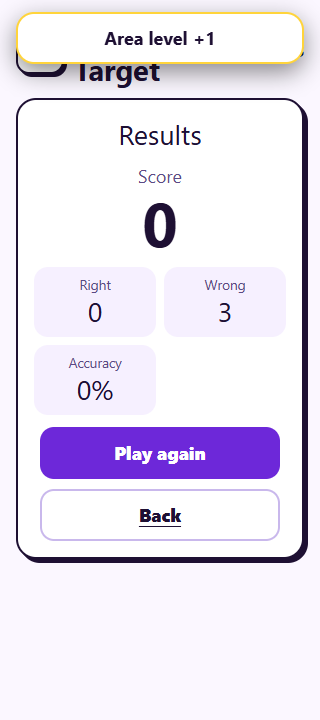 Area level +1
Target
Results
Score
0
Right
0
Wrong
3
Accuracy
0%
Play again
Back